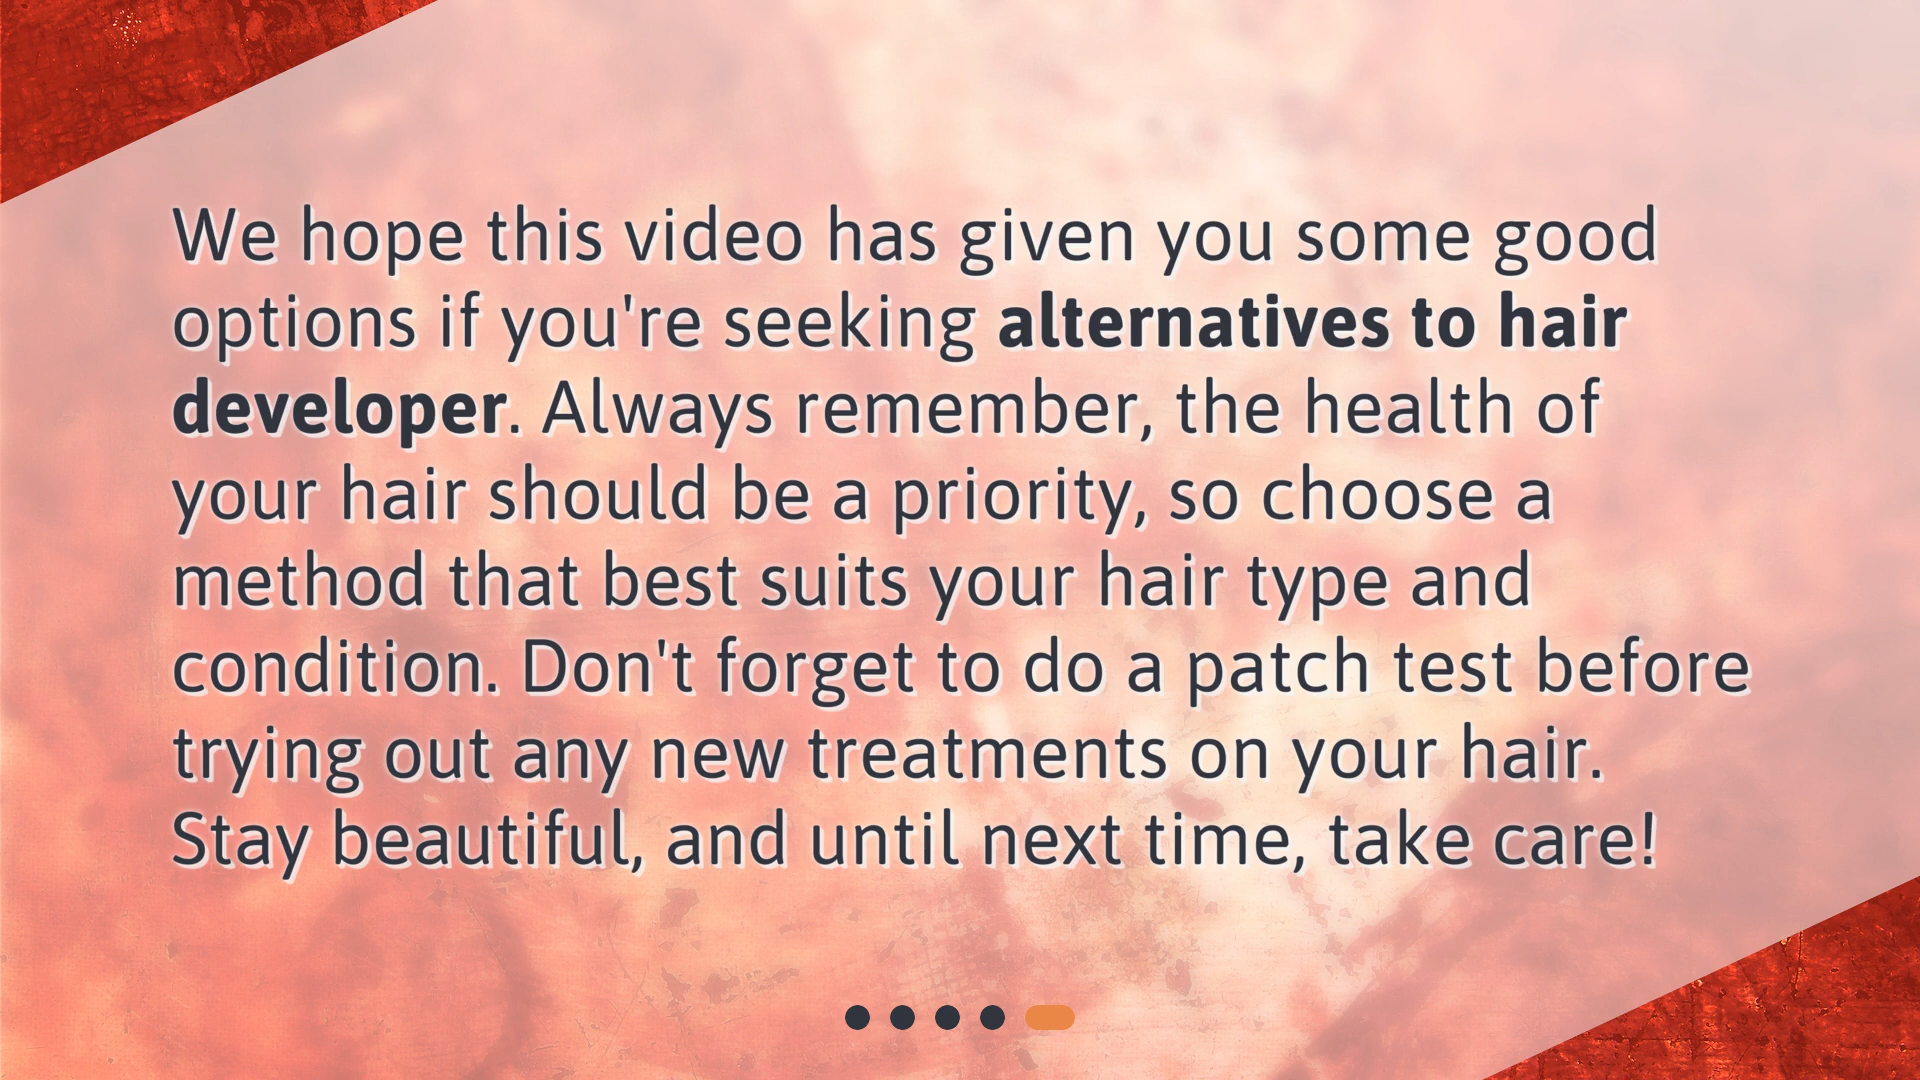 We hope this video has given you some good
options if you're seeking alternatives to hair
developer. Always remember, the health of
your hair should be a priority, so choose a
method that best suits your hair type and
condition. Don't forget to do a patch test before
trying out any new treatments on your hair.
Stay beautiful, and until next time, take care!